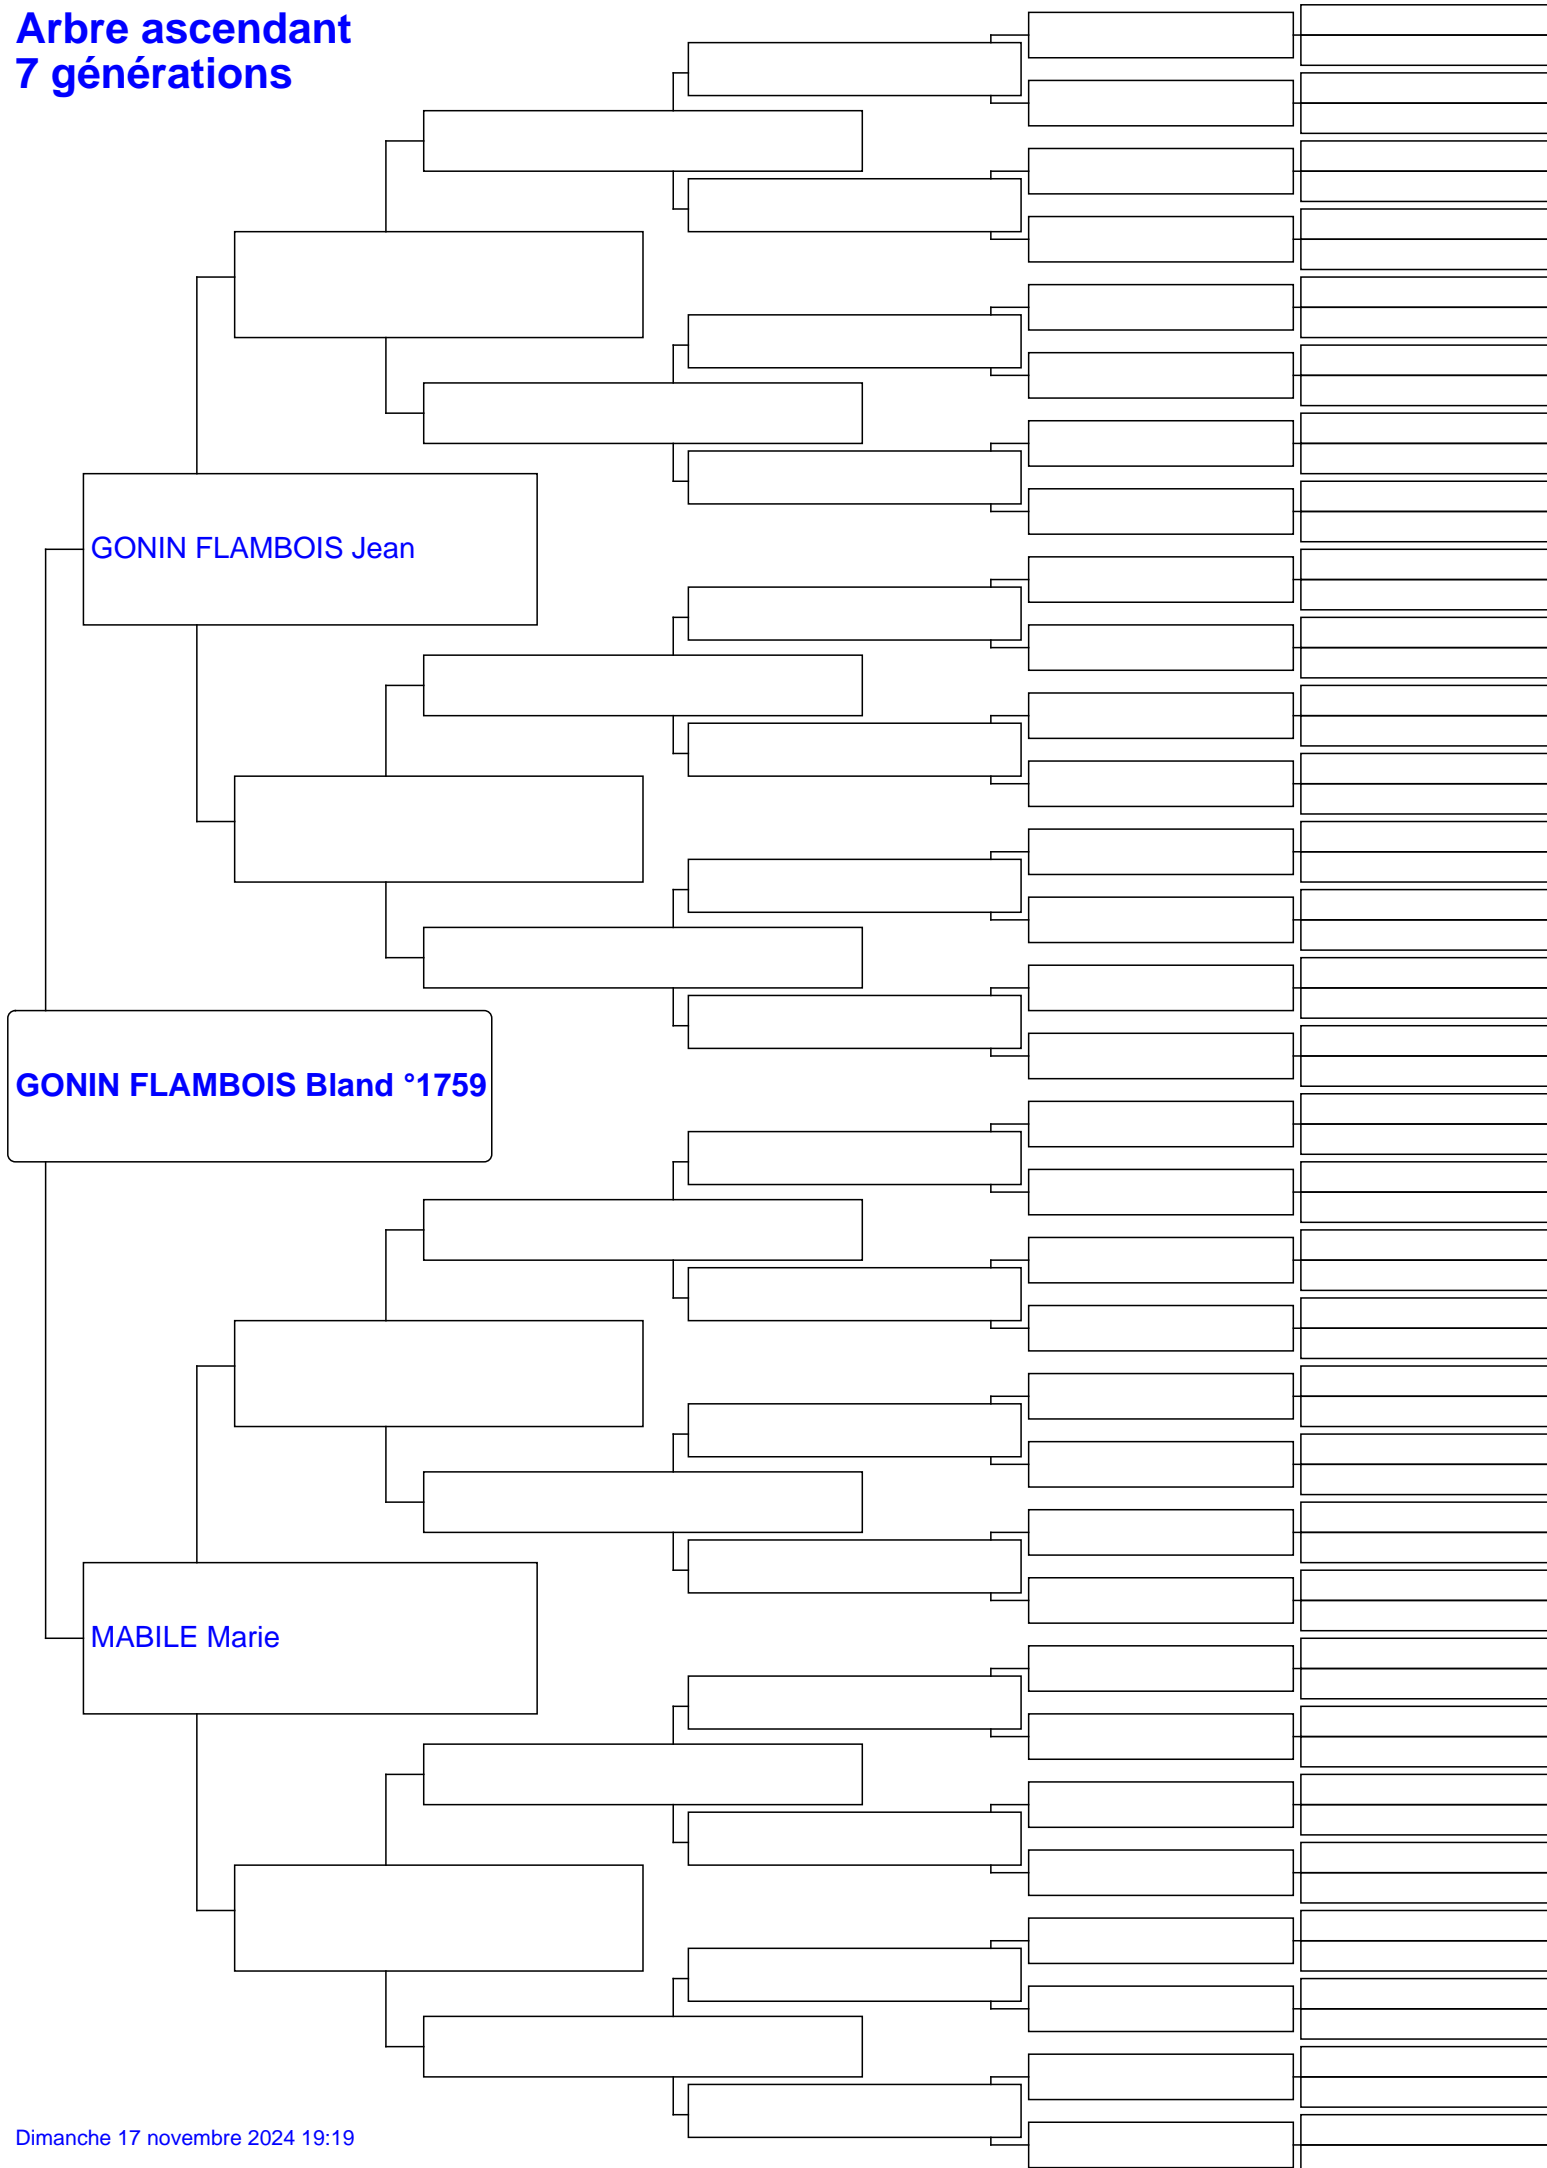 Arbre ascendant
7 générations
GONIN FLAMBOIS Jean
GONIN FLAMBOIS Bland °1759
MABILE Marie
Dimanche 17 novembre 2024 19:19